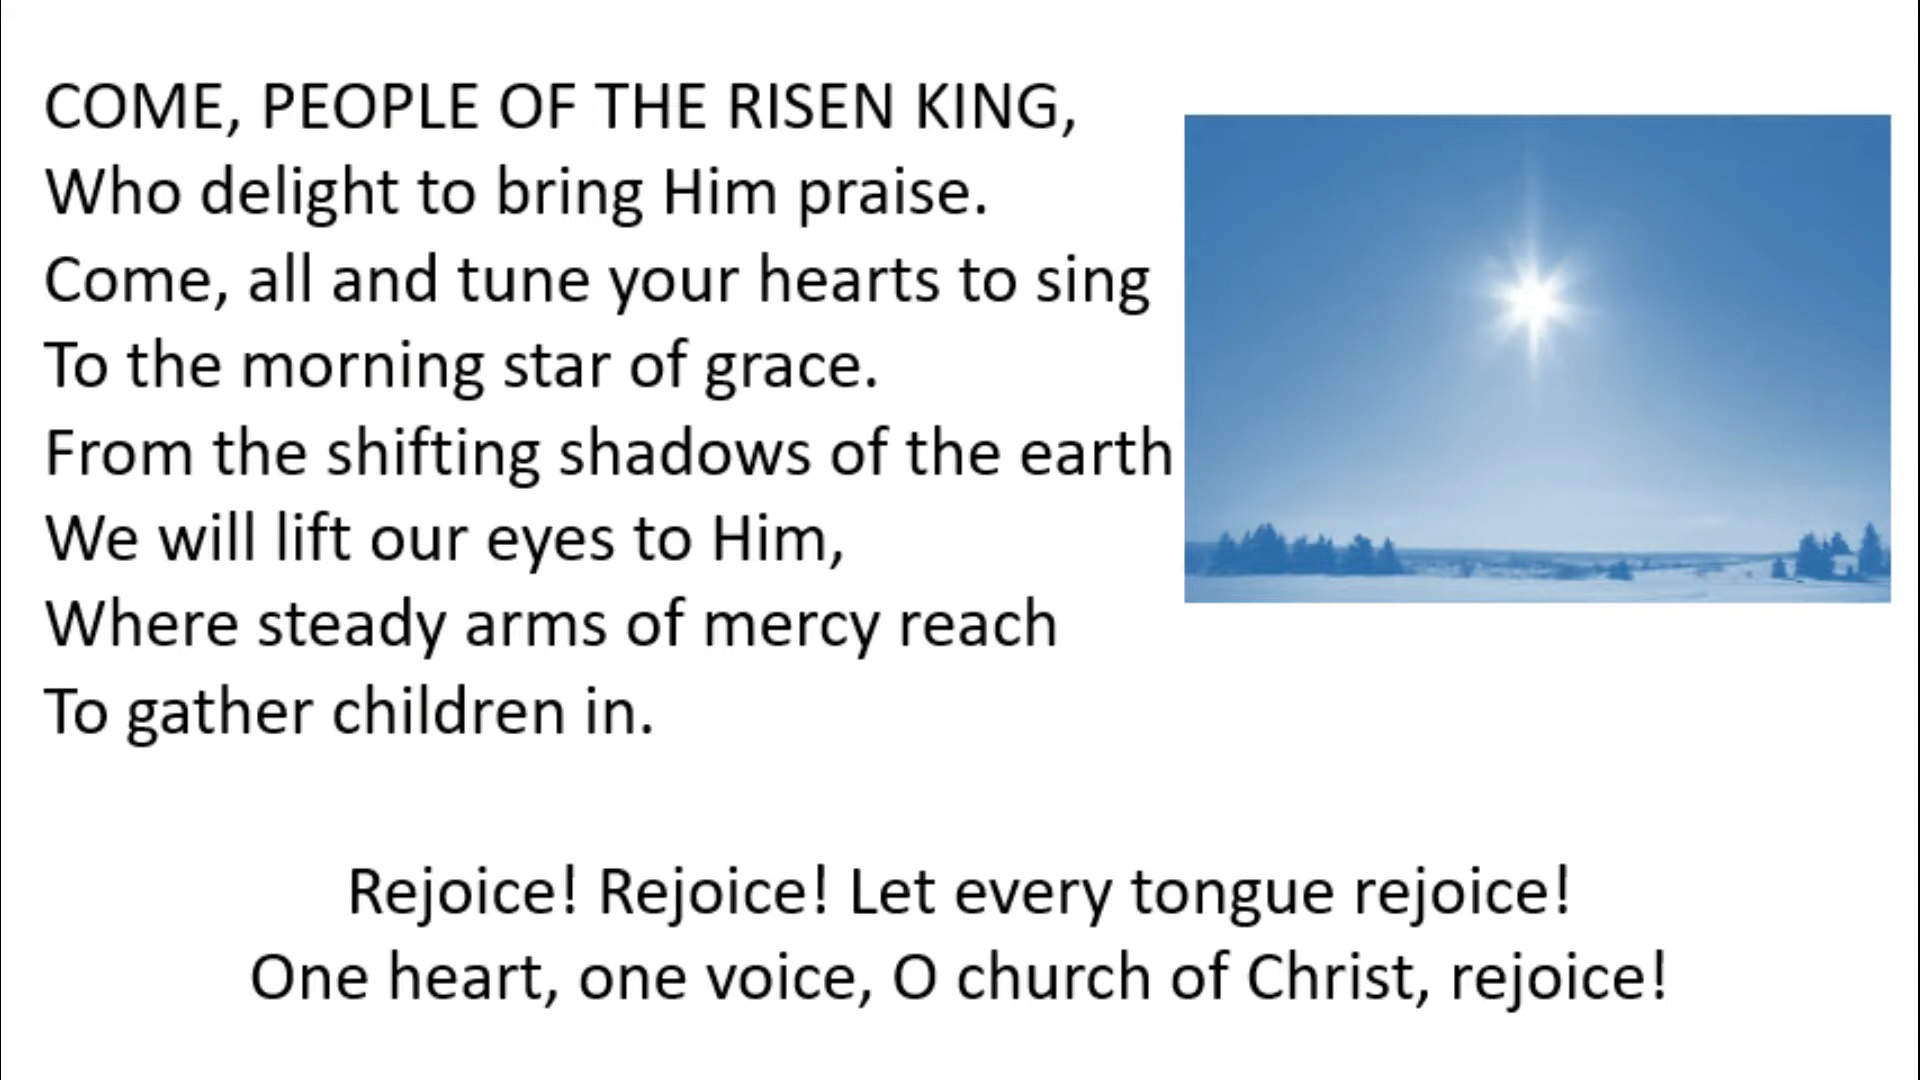 COME, PEOPLE OF THE RISEN KING,
Who delight to bring Him praise.
Come, all and tune your hearts to sing
To the morning star of grace.
From the shifting shadows of the earth
We will lift our eyes to Him,
Where steady arms of mercy reach
To gather children in.
Rejoice! Rejoice! Let every tongue rejoice!
One heart, one voice, O church of Christ, rejoice!